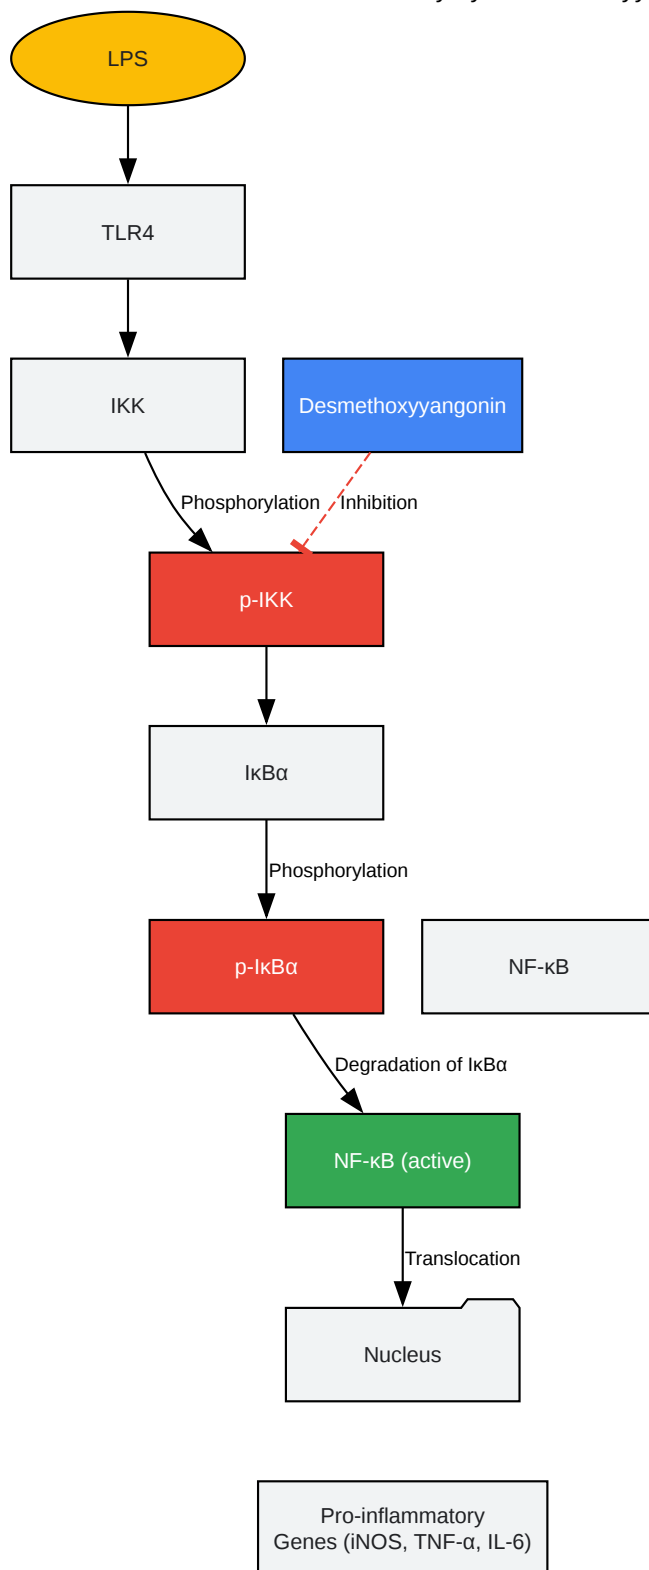 LPS
TLR4
IKK
Desmethoxyyangonin
Phosphorylation
Inhibition
p-IKK
IκBα
Phosphorylation
p-IκBα
NF-κB
Degradation of IκBα
NF-κB (active)
Translocation
Nucleus
Pro-inflammatory
Genes (iNOS, TNF-α, IL-6)